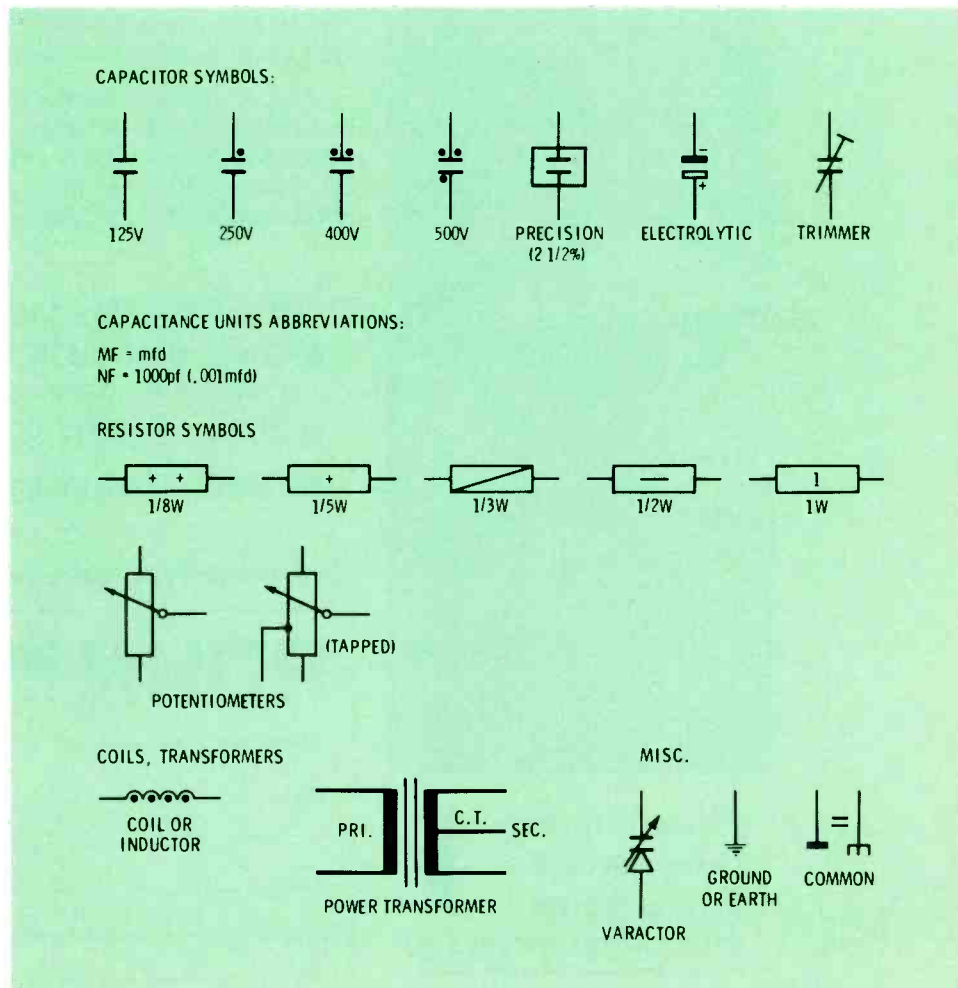 CAPACITOR SYMBOLS:
125V 250V 400V 500V PRECISION ELECTROLYTIC TRIMMER
(2 1/2%)
CAPACITANCE UNITS ABBREVIATIONS:
MF = mfd
NF = 1000pf (.001mfd)
RESISTOR SYMBOLS
1/8W 1/5W 1/3W 1/2W 1W
(TAPPED)
POTENTIOMETERS
COILS, TRANSFORMERS MISC.
PRI. C.T. SEC.
COIL OR
INDUCTOR
POWER TRANSFORMER
GROUND
OR EARTH
COMMON
VARACTOR